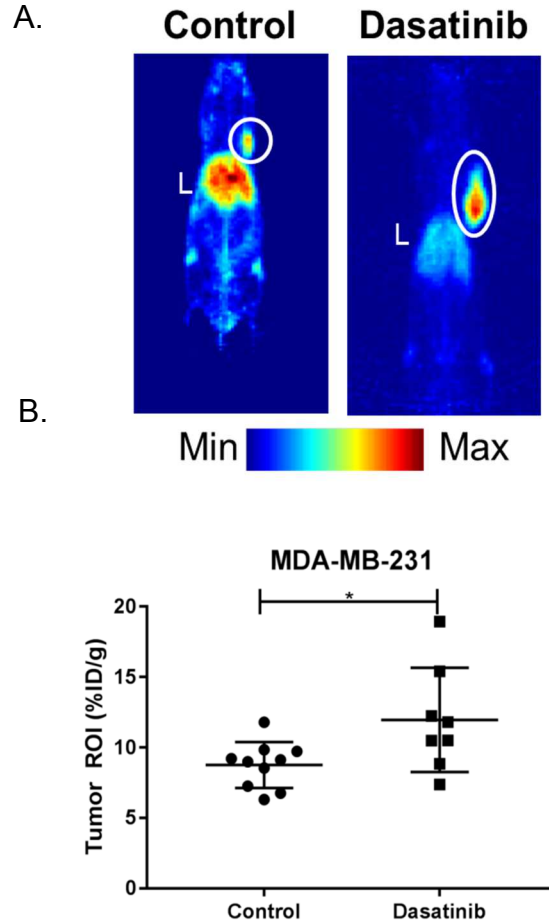 A.
Control Dasatinib
L
L
B.
Min Max
MDA-MB-231
*
20
15
10
5
0
Tumor ROI (%ID/g)
Control Dasatinib